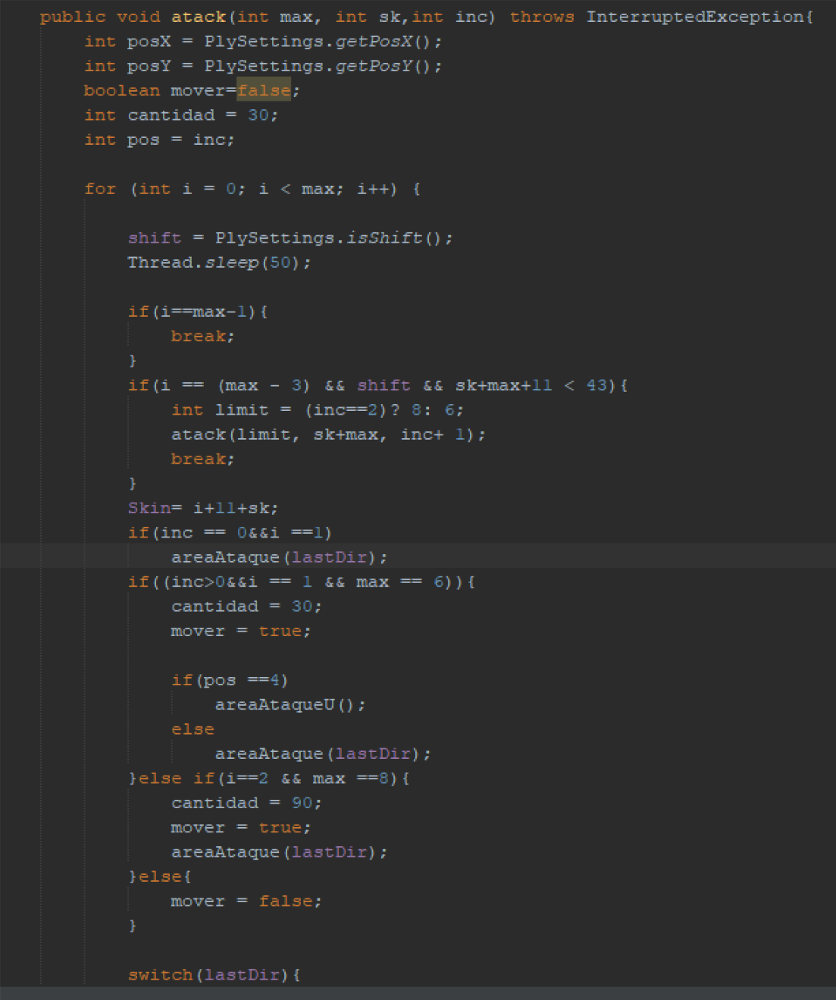 public void atack(int max, int sk,int inc) throws InterruptedException{
int posX = PlySettings.getPosX();
int posY = PlySettings.getPosY();
boolean mover=false;
int cantidad = 30;
int pos = inc;
for (int i = 0; i < max; i++) {
shift = PlySettings.isShift();
Thread.sleep(50);
if(i==max-1){
break;
}
if(i == (max - 3) && shift && sk+max+11 < 43){
int limit = (inc==2)? 8: 6;
atack(limit, sk+max, inc+ 1);
break;
}
Skin= i+11+sk;
if(inc == 0&&i ==1)
areaAtaque(lastDir);
if((inc>0&&i == 1 && max == 6)){
cantidad = 30;
mover = true;
if(pos ==4)
areaAtaqueU();
else
areaAtaque(lastDir);
}else if(i==2 && max ==8){
cantidad = 90;
mover = true;
areaAtaque(lastDir);
}else{
mover = false;
}
switch(lastDir){